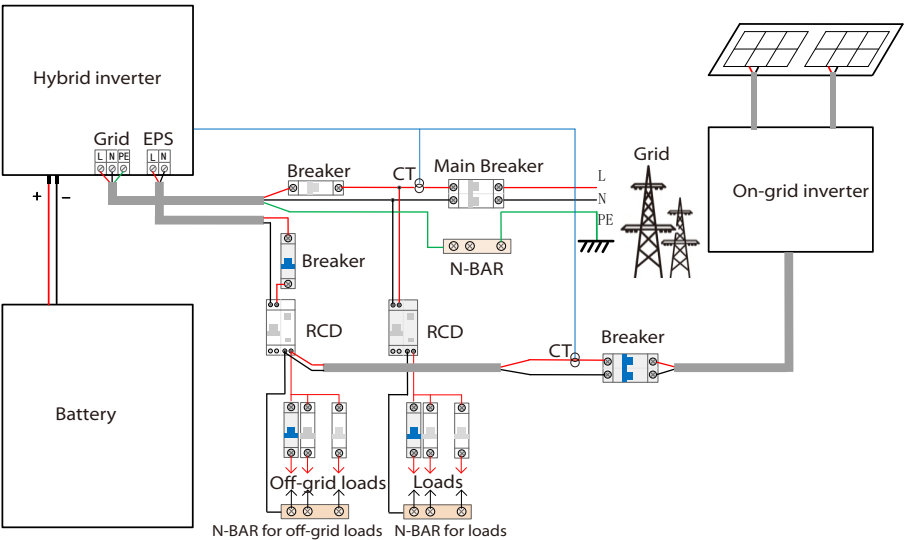 Hybrid inverter
Grid
EPS
L N PE
L N
+
−
Breaker
CT
Main Breaker
L
N
PE
Grid
On-grid inverter
N-BAR
Breaker
RCD
RCD
CT
Breaker
Battery
Off-grid loads
Loads
N-BAR for off-grid loads
N-BAR for loads